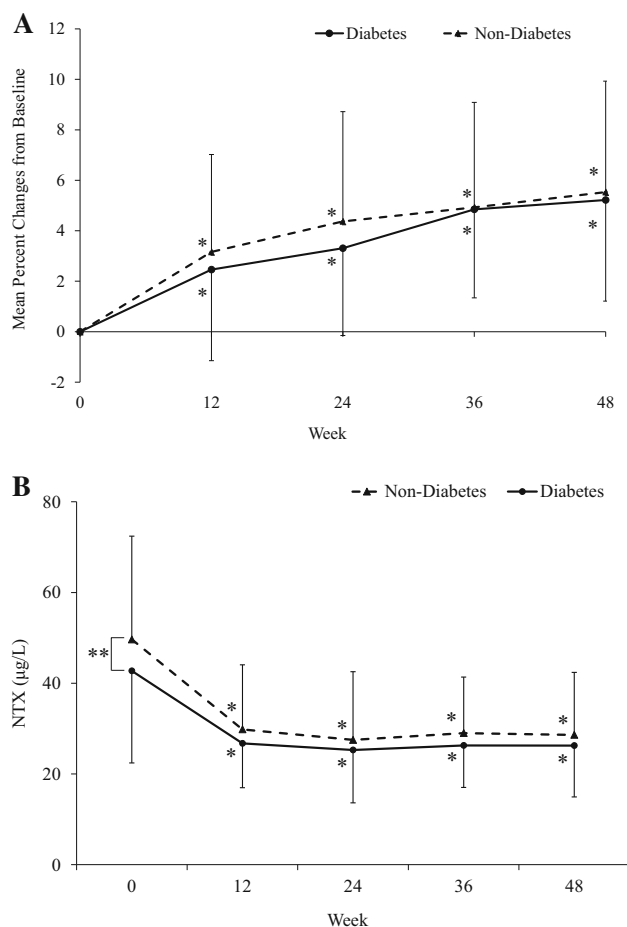 A
Diabetes Non-Diabetes
Mean Percent Changes from Baseline
12
10
8
6
4
2
0
-2
* * * *
* * * *
0 12 24 36 48
Week
B
Non-Diabetes Diabetes
NTX (μg/L)
80
60
40
20
0
**
* * * *
* * * *
0 12 24 36 48
Week